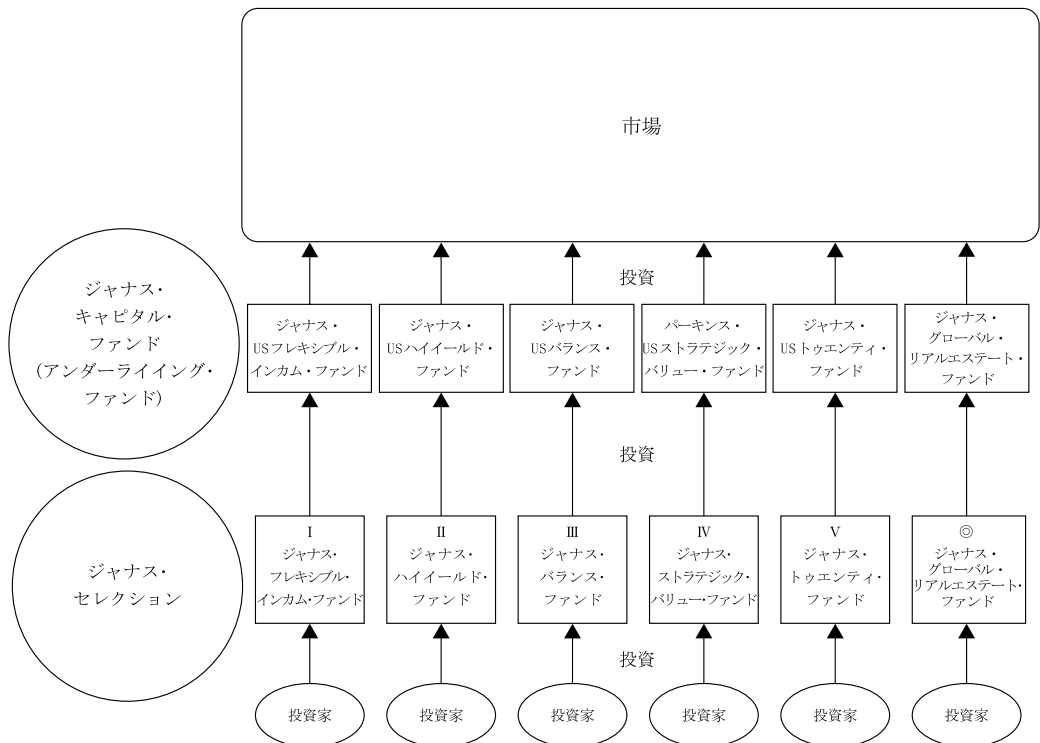 市場
投資
ジャナス・
キャピタル・
ファンド
(アンダーライイング・
ファンド)
ジャナス・
USフレキシブル・
インカム・ファンド
ジャナス・
USハイイールド・
ファンド
ジャナス・
USバランス・
ファンド
パーキンス・
USストラテジック・
バリュー・ファンド
ジャナス・
USトゥエンティ・
ファンド
ジャナス・
グローバル・
リアルエステート・
ファンド
投資
ジャナス・
セレクション
I
ジャナス・
フレキシブル・
インカム・ファンド
II
ジャナス・
ハイイールド・
ファンド
III
ジャナス・
バランス・
ファンド
IV
ジャナス・
ストラテジック・
バリュー・ファンド
V
ジャナス・
トゥエンティ・
ファンド
◎
ジャナス・
グローバル・
リアルエステート・
ファンド
投資
投資家
投資家
投資家
投資家
投資家
投資家